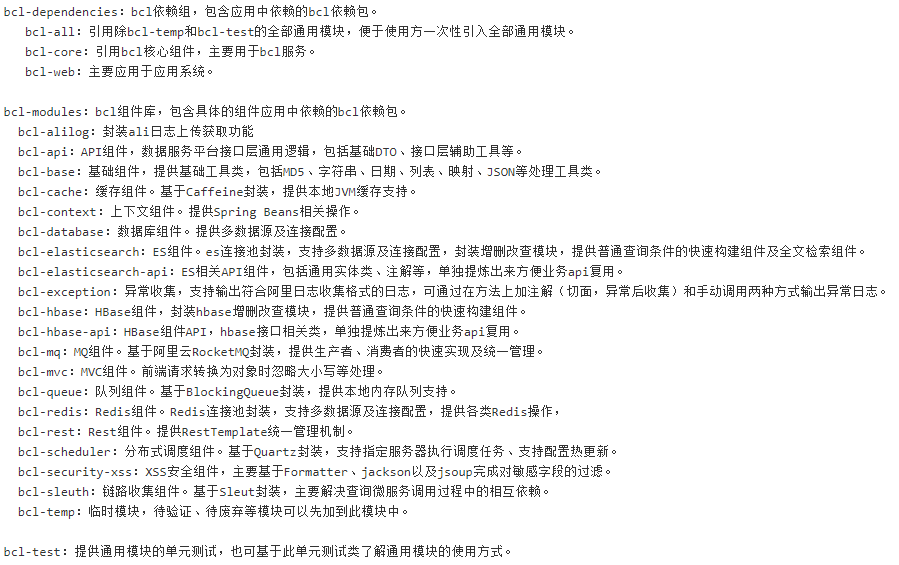 bcl-dependencies：bcl依赖组，包含应用中依赖的bcl依赖包。
bcl-all：引用除bcl-temp和bcl-test的全部通用模块，便于使用方一次性引入全部通用模块。
bcl-core：引用bcl核心组件，主要用于bcl服务。
bcl-web：主要应用于应用系统。
bcl-modules：bcl组件库，包含具体的组件应用中依赖的bcl依赖包。
bcl-alilog：封装ali日志上传获取功能
bcl-api：API组件，数据服务平台接口层通用逻辑，包括基础DTO、接口层辅助工具等。
bcl-base：基础组件，提供基础工具类，包括MD5、字符串、日期、列表、映射、JSON等处理工具类。
bcl-cache：缓存组件。基于Caffeine封装，提供本地JVM缓存支持。
bcl-context：上下文组件。提供Spring Beans相关操作。
bcl-database：数据库组件。提供多数据源及连接配置。
bcl-elasticsearch：ES组件。es连接池封装，支持多数据源及连接配置，封装增删改查模块，提供普通查询条件的快速构建组件及全文检索组件。
bcl-elasticsearch-api：ES相关API组件，包括通用实体类、注解等，单独提炼出来方便业务api复用。
bcl-exception：异常收集，支持输出符合阿里日志收集格式的日志，可通过在方法上加注解（切面，异常后收集）和手动调用两种方式输出异常日志。
bcl-hbase：HBase组件，封装hbase增删改查模块，提供普通查询条件的快速构建组件。
bcl-hbase-api：HBase组件API，hbase接口相关类，单独提炼出来方便业务api复用。
bcl-mq：MQ组件。基于阿里云RocketMQ封装，提供生产者、消费者的快速实现及统一管理。
bcl-mvc：MVC组件。前端请求转换为对象时忽略大小写等处理。
bcl-queue：队列组件。基于BlockingQueue封装，提供本地内存队列支持。
bcl-redis：Redis组件。Redis连接池封装，支持多数据源及连接配置，提供各类Redis操作，
bcl-rest：Rest组件。提供RestTemplate统一管理机制。
bcl-scheduler：分布式调度组件。基于Quartz封装，支持指定服务器执行调度任务、支持配置热更新。
bcl-security-xss：XSS安全组件，主要基于Formatter、jackson以及jsoup完成对敏感字段的过滤。
bcl-sleuth：链路收集组件。基于Sleut封装，主要解决查询微服务调用过程中的相互依赖。
bcl-temp：临时模块，待验证、待废弃等模块可以先加到此模块中。
bcl-test：提供通用模块的单元测试，也可基于此单元测试类了解通用模块的使用方式。